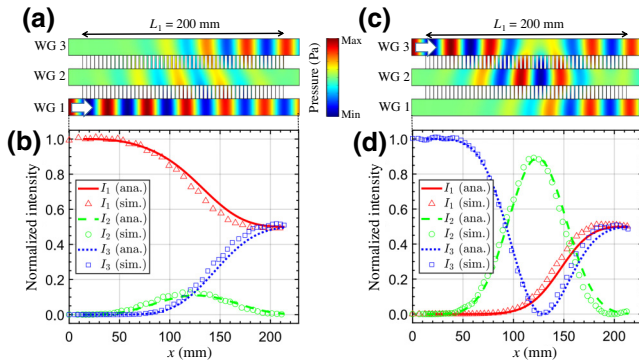 (a)
L₁ = 200 mm
WG 3
WG 2
WG 1
Pressure (Pa)
Max
Min
(c)
L₁ = 200 mm
WG 3
WG 2
WG 1
(b)
Normalized intensity
1.0
0.8
0.6
0.4
0.2
0.0
I₁ (ana.)
I₁ (sim.)
I₂ (ana.)
I₂ (sim.)
I₃ (ana.)
I₃ (sim.)
0 50 100 150 200
x (mm)
(d)
Normalized intensity
1.0
0.8
0.6
0.4
0.2
0.0
I₁ (ana.)
I₁ (sim.)
I₂ (ana.)
I₂ (sim.)
I₃ (ana.)
I₃ (sim.)
0 50 100 150 200
x (mm)